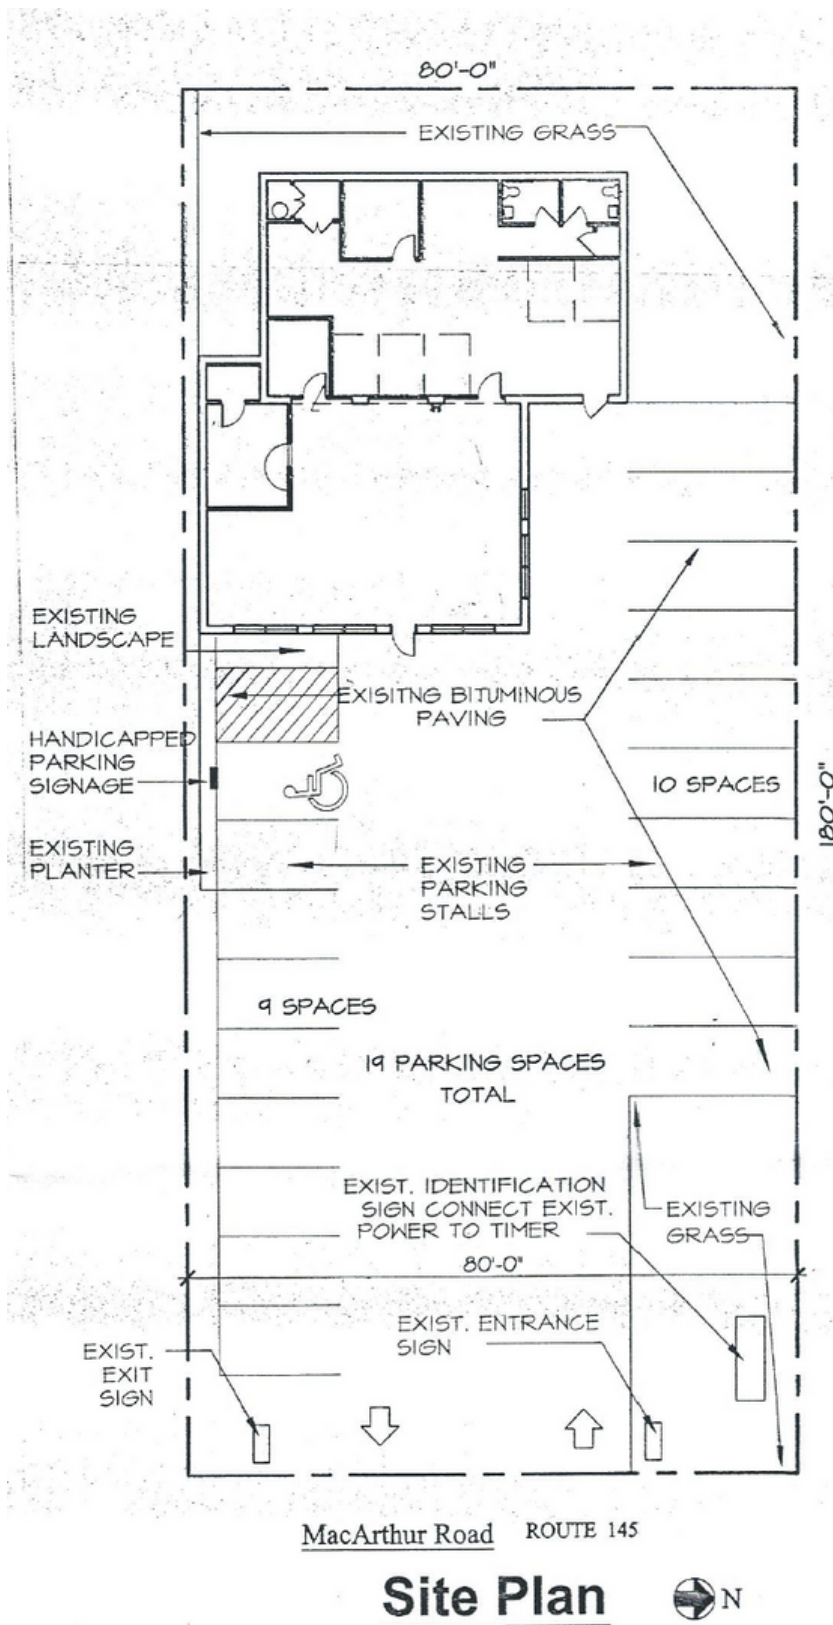 80'-0"
EXISTING GRASS
EXISTING
LANDSCAPE
EXISITNG BITUMINOUS
PAVING
HANDICAPPED
PARKING
SIGNAGE
10 SPACES
180'-0"
EXISTING
PLANTER
EXISTING
PARKING
STALLS
9 SPACES
19 PARKING SPACES
TOTAL
EXIST. IDENTIFICATION
SIGN CONNECT EXIST.
POWER TO TIMER
EXISTING
GRASS
80'-0"
EXIST. ENTRANCE
SIGN
EXIST.
EXIT
SIGN
MacArthur Road ROUTE 145
Site Plan N